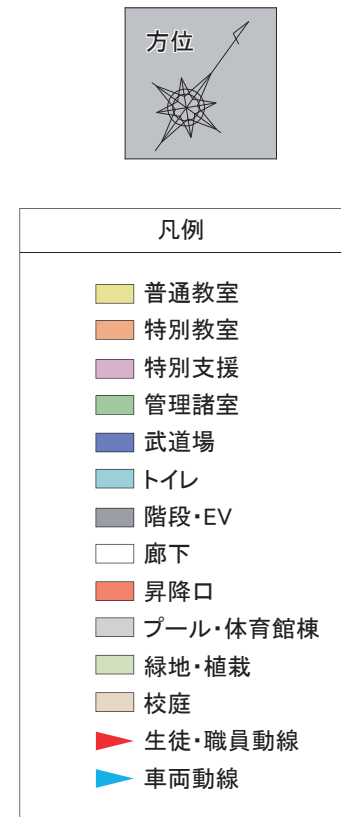 方位
凡例
普通教室
特別教室
特別支援
管理諸室
武道場
トイレ
階段・EV
廊下
昇降口
プール・体育館棟
緑地・植栽
校庭
生徒・職員動線
車両動線